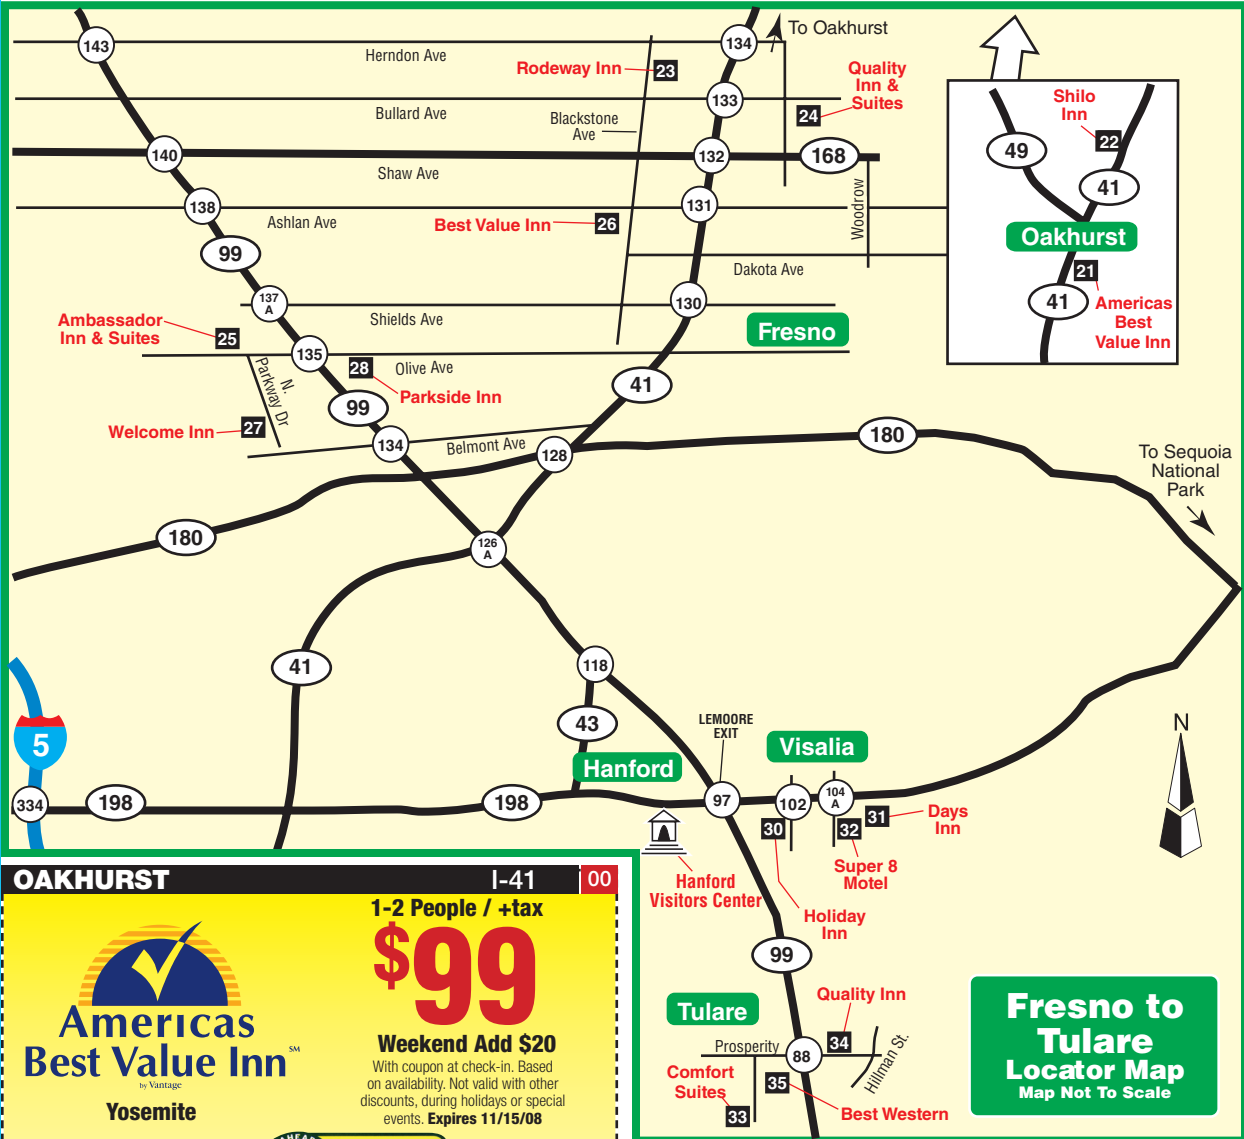 To Oakhurst
143
134
Herndon Ave
Rodeway Inn
23
Quality
Inn &
Suites
24
133
Bullard Ave
Blackstone
Ave
140
132
168
Shaw Ave
138
131
Woodrow
Ashlan Ave
Best Value Inn
26
99
Dakota Ave
137
A
130
Shields Ave
Fresno
Ambassador
Inn & Suites
25
135
28
Olive Ave
N.
Parkway Dr
Parkside Inn
99
41
Welcome Inn
27
134
Belmont Ave
128
180
To Sequoia
National
Park
180
126
A
Shilo
Inn
22
49
41
Oakhurst
21
41
Americas
Best
Value Inn
41
118
43
LEMOORE
EXIT
Visalia
Hanford
N
5
334
198
198
97
102
104
A
30
32
31
Days
Inn
Super 8
Motel
Hanford
Visitors Center
Holiday
Inn
99
Tulare
Quality Inn
34
Prosperity
88
Hillman St.
Comfort
Suites
33
35
Best Western
Fresno to
Tulare
Locator Map
Map Not To Scale
OAKHURST I-41 00
1-2 People / +tax
$99
Weekend Add $20
With coupon at check-in. Based
on availability. Not valid with other
discounts, during holidays or special
events. Expires 11/15/08
Americas
Best Value Inn SM
by Vantage
Yosemite